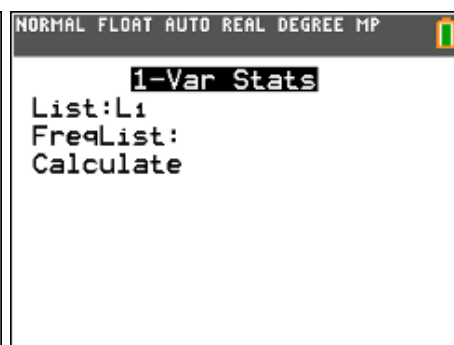 NORMAL FLOAT AUTO REAL DEGREE MP
1-Var Stats
List:L₁
FreqList:
Calculate